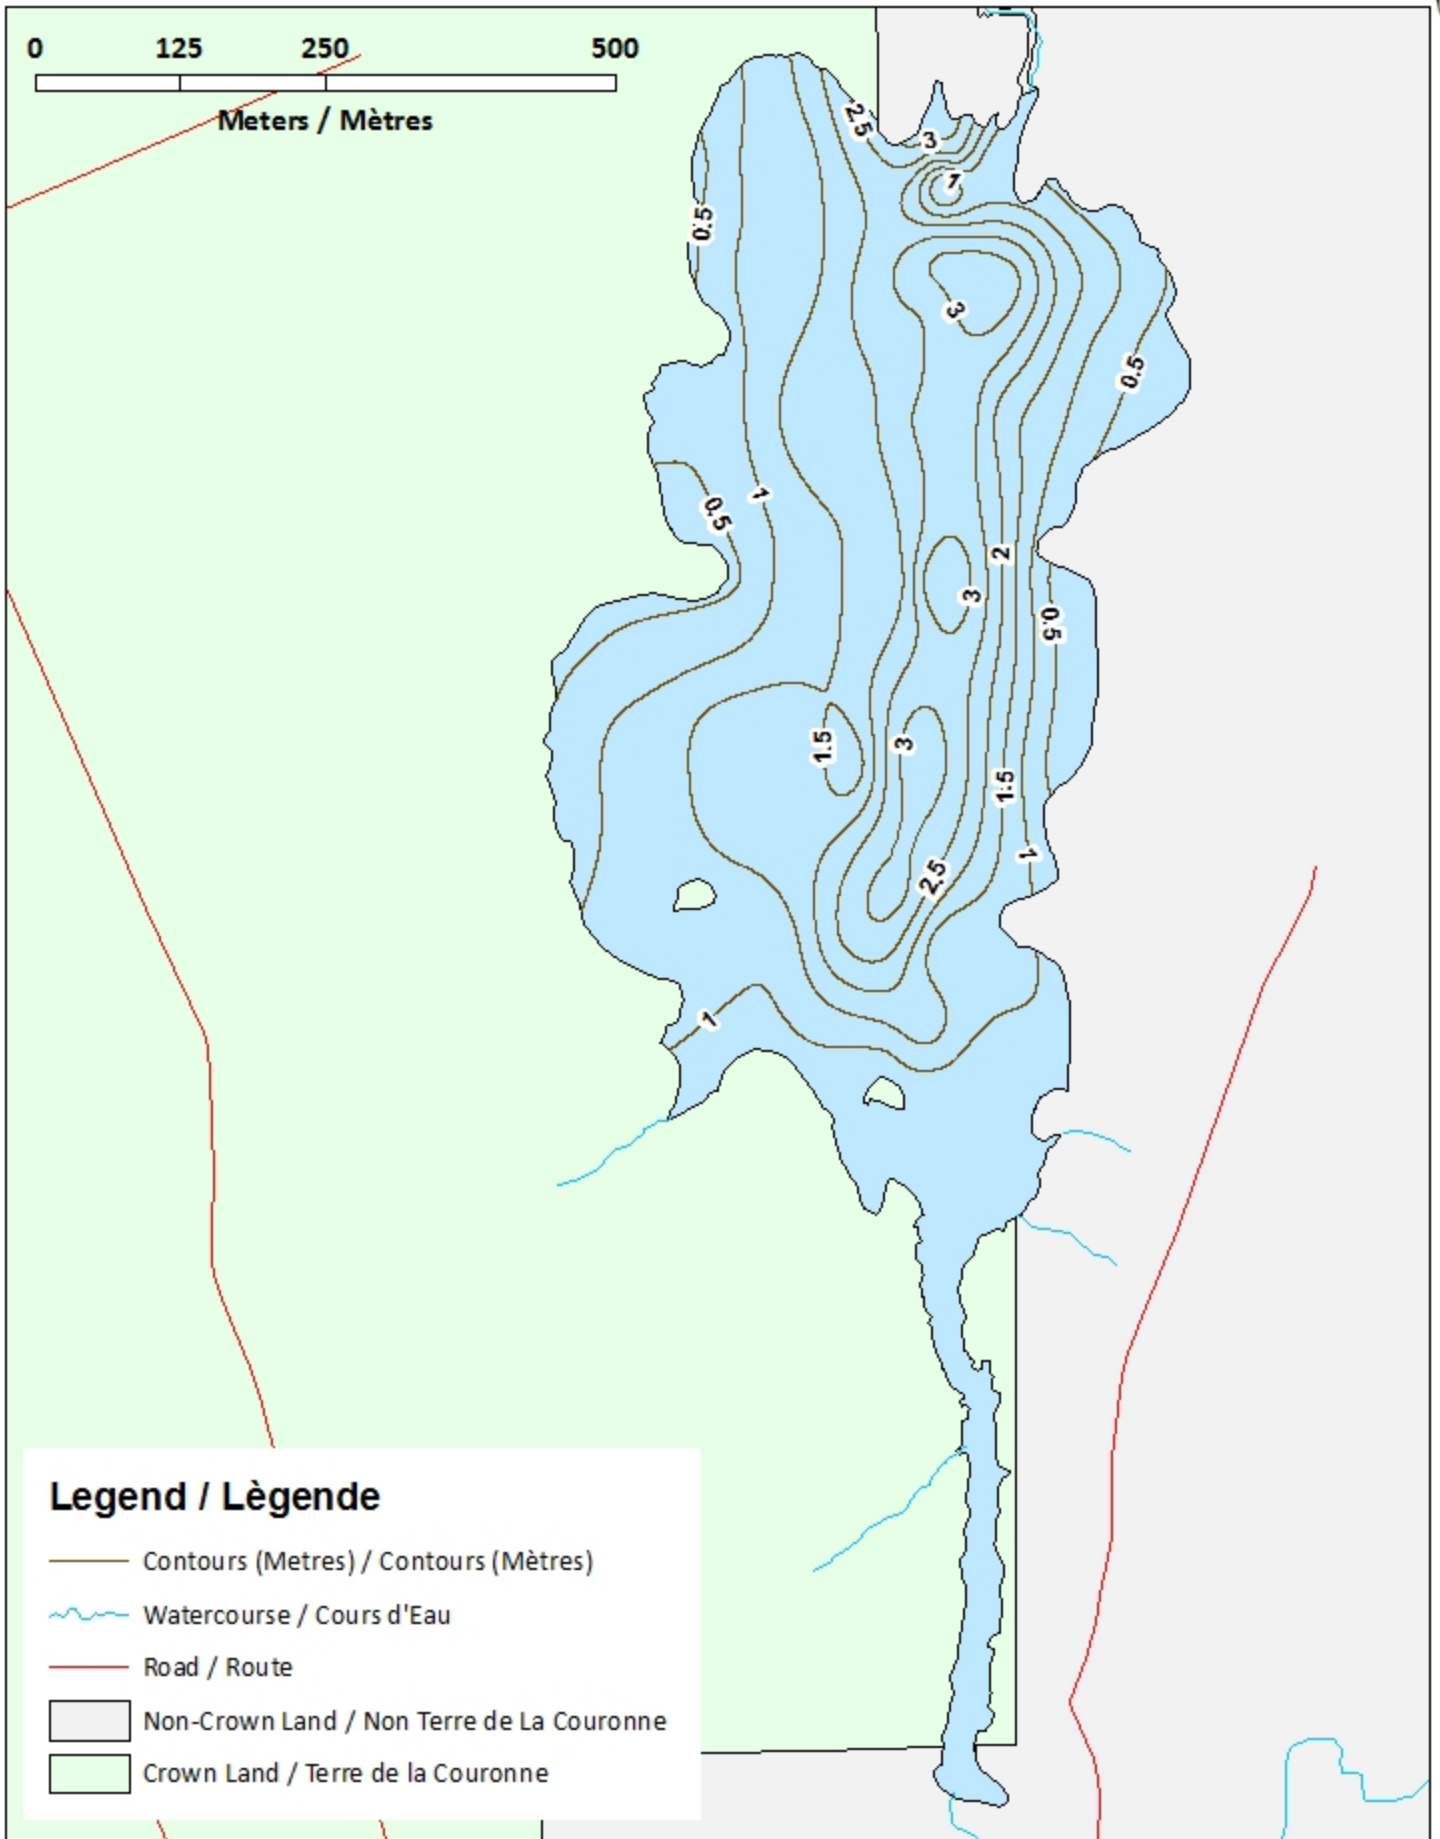 0 125 250 500
Meters / Mètres
2.5
3
1
0.5
3
0.5
1
0.5
2
3
0.5
1.5
3
1.5
1
2.5
1
Legend / Lègende
Contours (Metres) / Contours (Mètres)
Watercourse / Cours d'Eau
Road / Route
Non-Crown Land / Non Terre de La Couronne
Crown Land / Terre de la Couronne